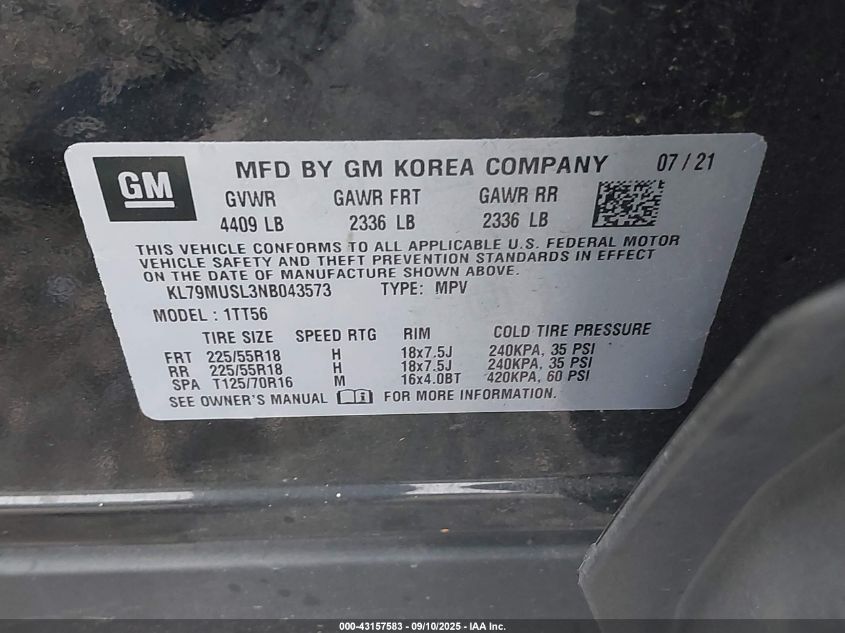 GM
MFD BY GM KOREA COMPANY 07 / 21
GVWR GAWR FRT GAWR RR
4409 LB 2336 LB 2336 LB
THIS VEHICLE CONFORMS TO ALL APPLICABLE U.S. FEDERAL MOTOR
VEHICLE SAFETY AND THEFT PREVENTION STANDARDS IN EFFECT
ON THE DATE OF MANUFACTURE SHOWN ABOVE.
KL79MUSL3NB043573 TYPE: MPV
MODEL : 1TT56
TIRE SIZE SPEED RTG RIM COLD TIRE PRESSURE
FRT 225/55R18 H 18x7.5J 240KPA, 35 PSI
RR 225/55R18 H 18x7.5J 240KPA, 35 PSI
SPA T125/70R16 M 16x4.0BT 420KPA, 60 PSI
SEE OWNER'S MANUAL FOR MORE INFORMATION.
000-43157583 - 09/10/2025 - IAA Inc.